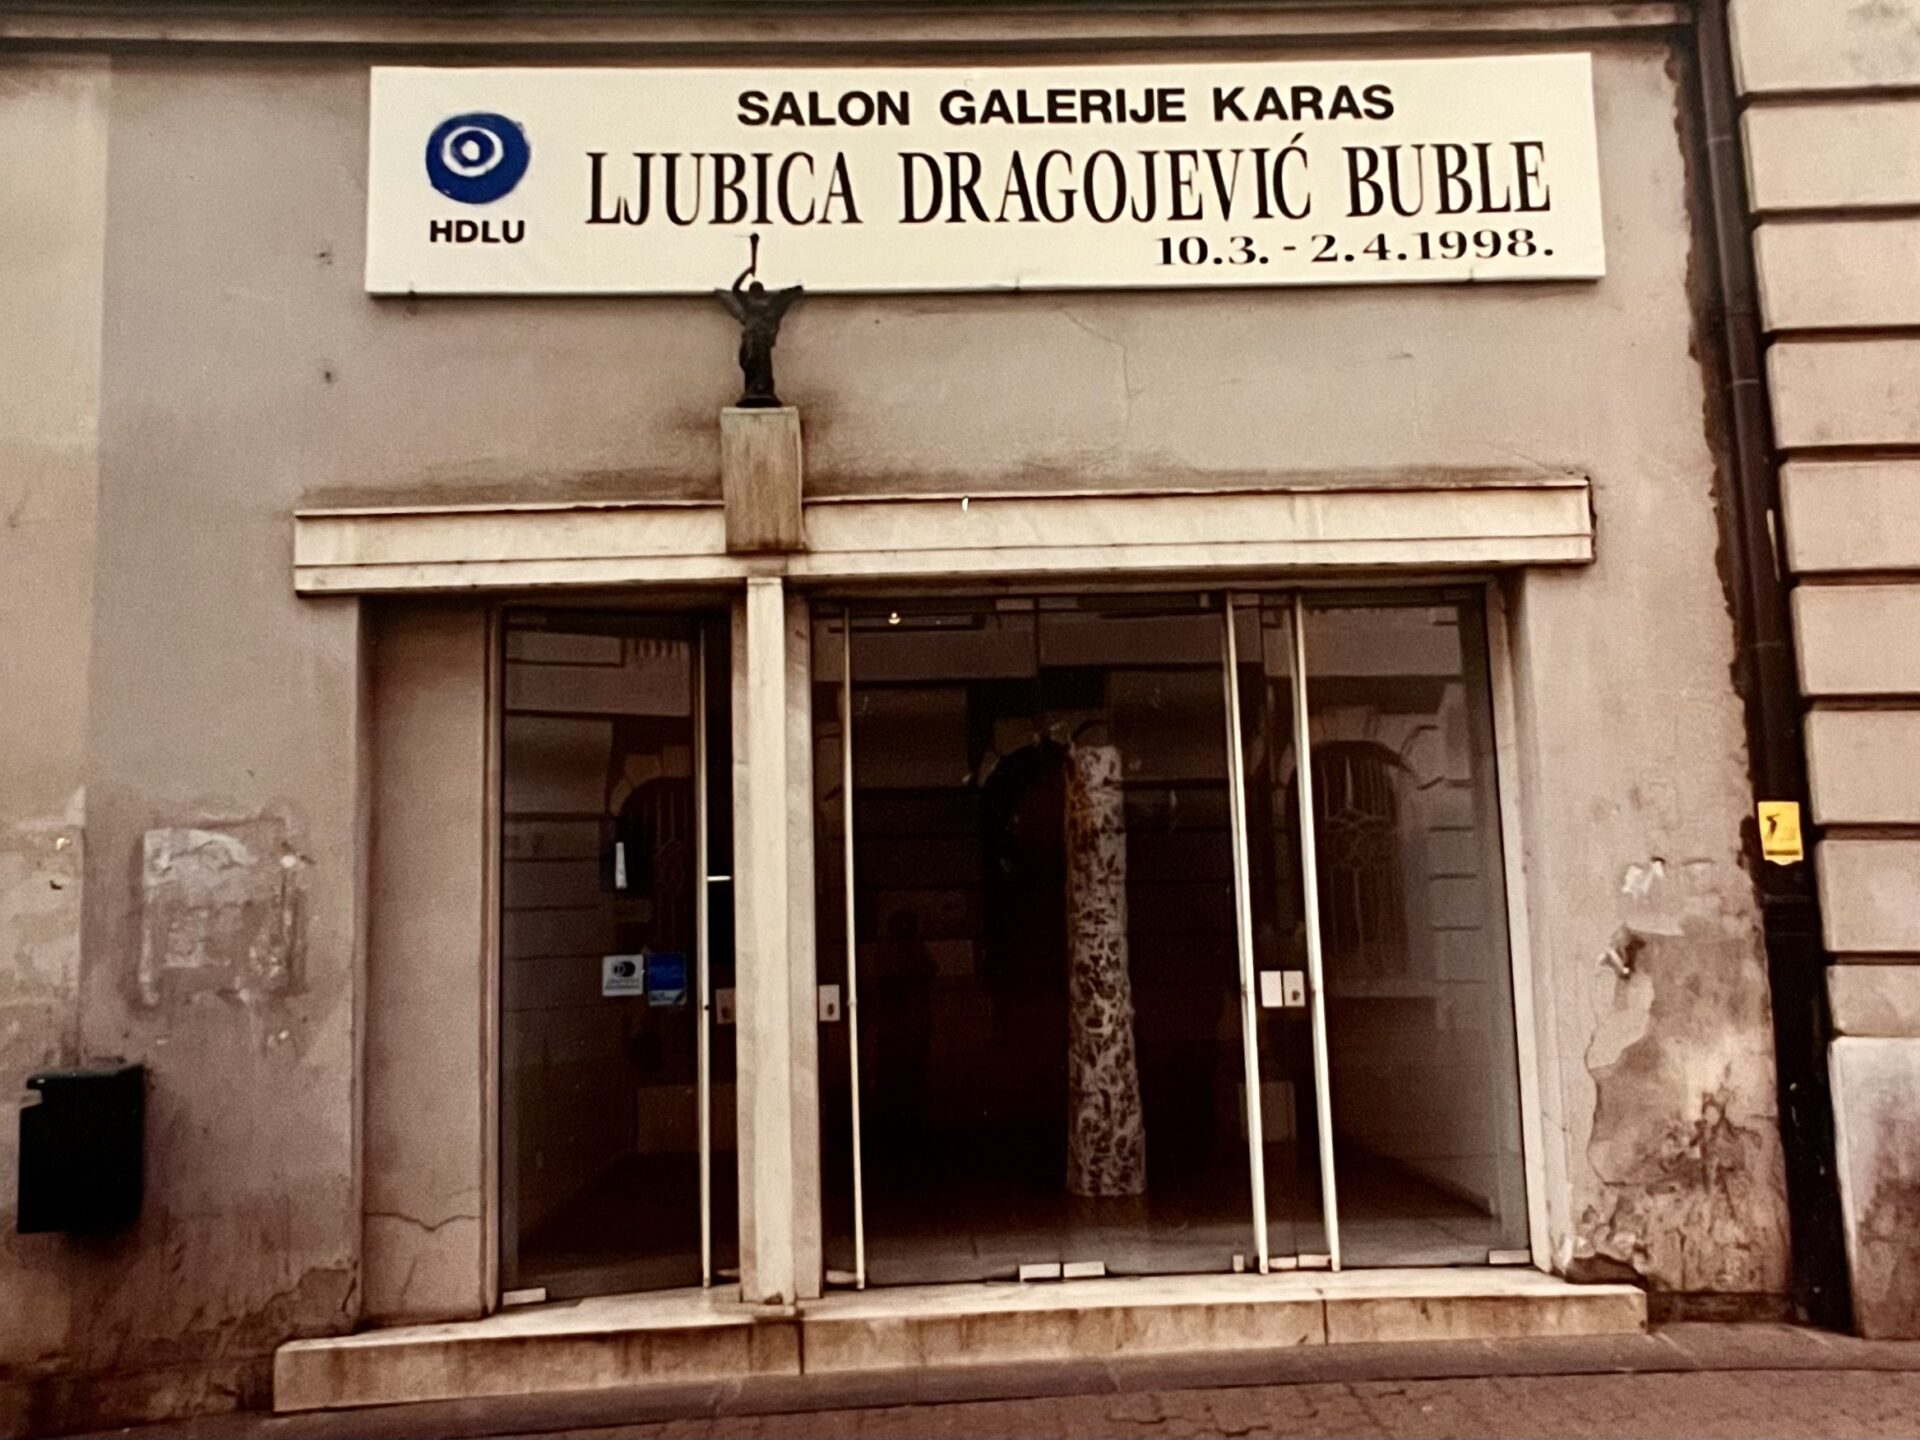 SALON GALERIJE KARAS
HDLU
LJUBICA DRAGOJEVIĆ BUBLE
10.3. - 2.4.1998.